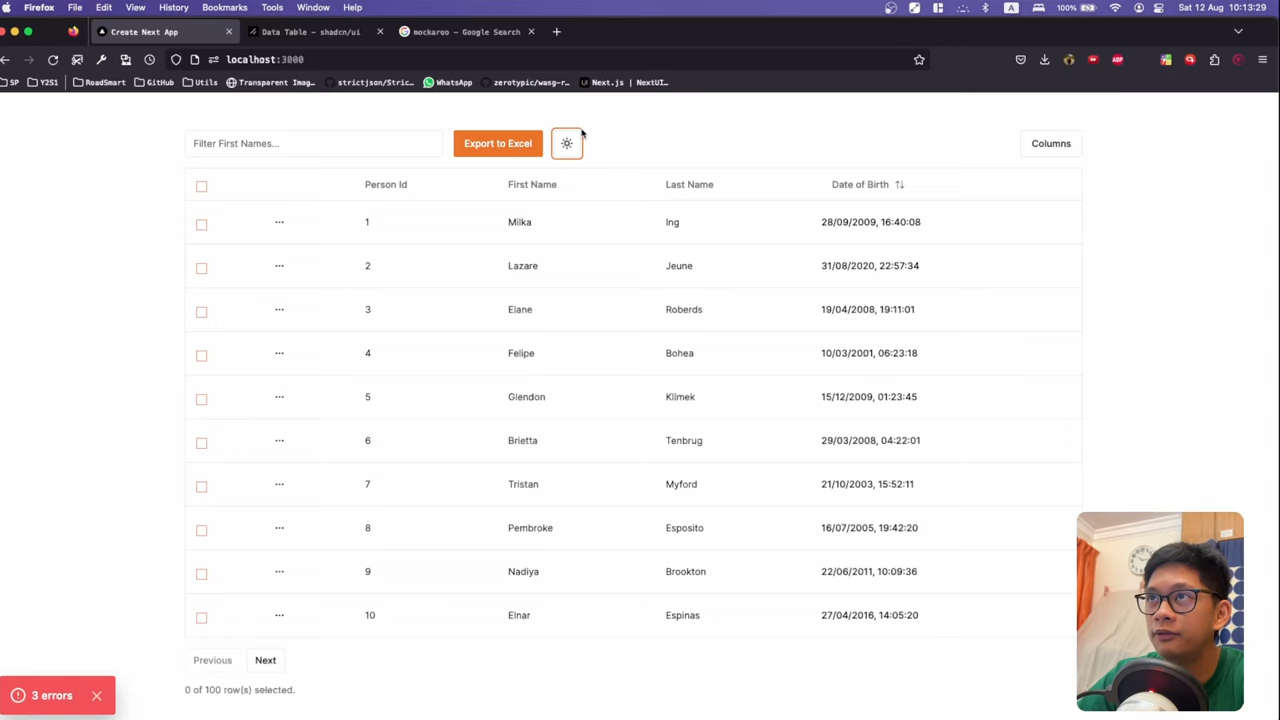 Firefox File Edit View History Bookmarks Tools Window Help A 100% Sat 12 Aug 10:13:29
Create Next App Data Table - shadcn/ui mockaroo - Google Search
localhost:3000
SP Y2S1 RoadSmart GitHub Utils Transparent Imag... strictjson/Stric... WhatsApp zerotypic/wasg-r... Next.js | NextUI...
Filter First Names... Export to Excel Columns
Person Id First Name Last Name Date of Birth
1 Milka Ing 28/09/2009, 16:40:08
2 Lazare Jeune 31/08/2020, 22:57:34
3 Elane Roberds 19/04/2008, 19:11:01
4 Felipe Bohea 10/03/2001, 06:23:18
5 Glendon Klimek 15/12/2009, 01:23:45
6 Brietta Tenbrug 29/03/2008, 04:22:01
7 Tristan Myford 21/10/2003, 15:52:11
8 Pembroke Esposito 16/07/2005, 19:42:20
9 Nadiya Brookton 22/06/2011, 10:09:36
10 Einar Espinas 27/04/2016, 14:05:20
Previous Next
0 of 100 row(s) selected.
3 errors